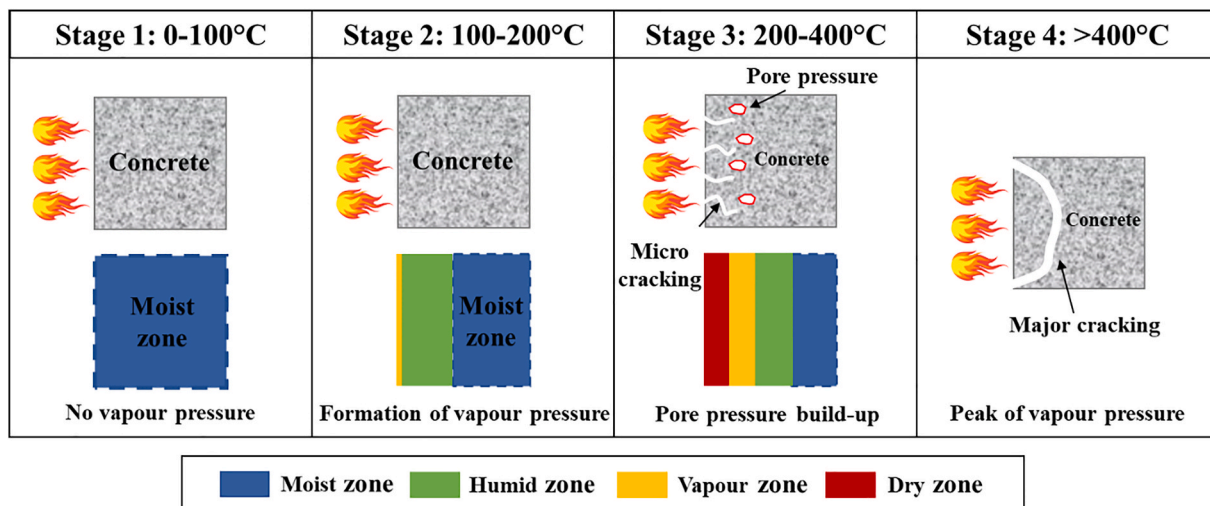 Stage 1: 0-100°C
Stage 2: 100-200°C
Stage 3: 200-400°C
Stage 4: >400°C
Concrete
Moist
zone
No vapour pressure
Concrete
Moist
zone
Formation of vapour pressure
Pore pressure
Concrete
Micro
cracking
Pore pressure build-up
Concrete
Major cracking
Peak of vapour pressure
Moist zone
Humid zone
Vapour zone
Dry zone